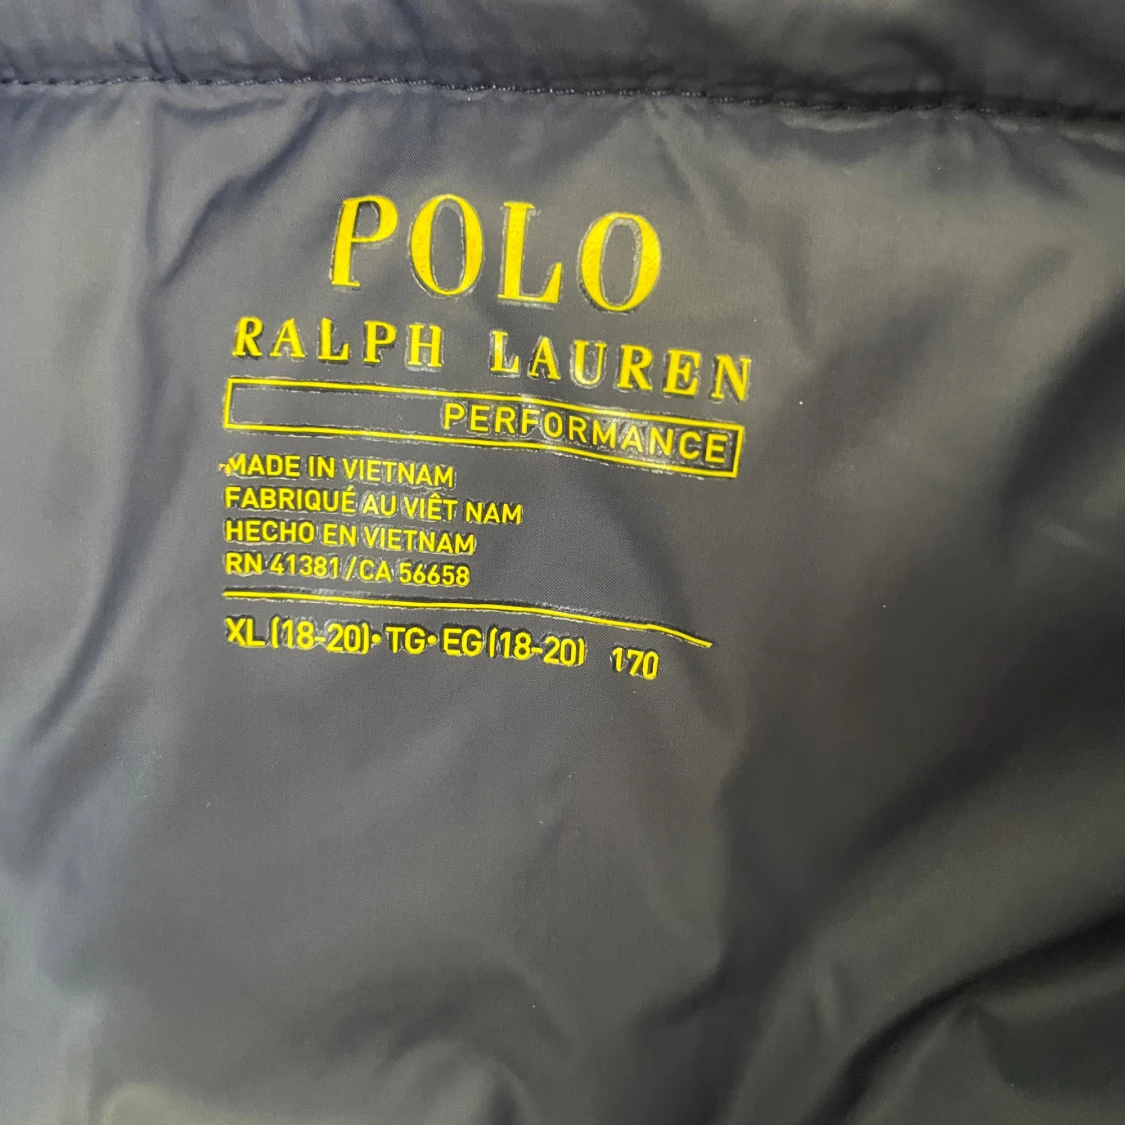 POLO
RALPH LAUREN
PERFORMANCE
MADE IN VIETNAM
FABRIQUÉ AU VIÊT NAM
HECHO EN VIETNAM
RN 41381/CA 56658
XL (18-20)• TG• EG (18-20) 170